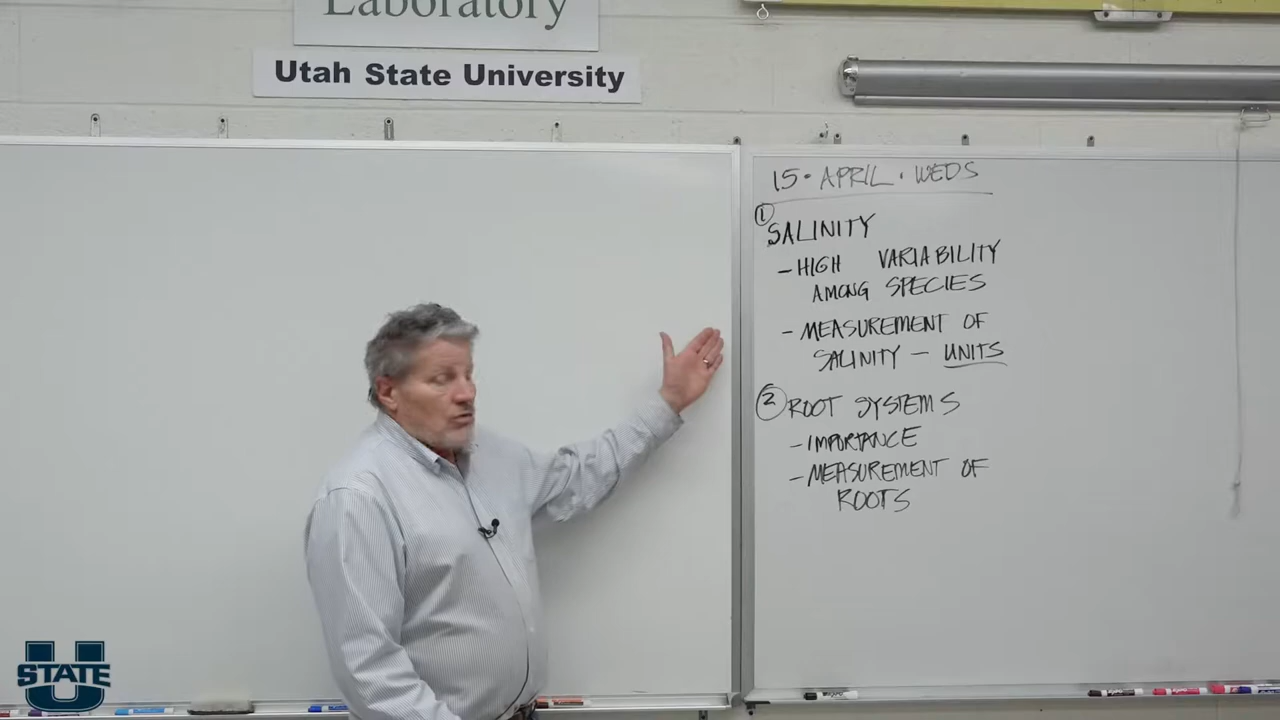 Laboratory
Utah State University
15 • APRIL • WEDS
① SALINITY
- HIGH VARIABILITY
AMONG SPECIES
- MEASUREMENT OF
SALINITY - UNITS
② ROOT SYSTEMS
- IMPORTANCE
- MEASUREMENT OF
ROOTS
U STATE